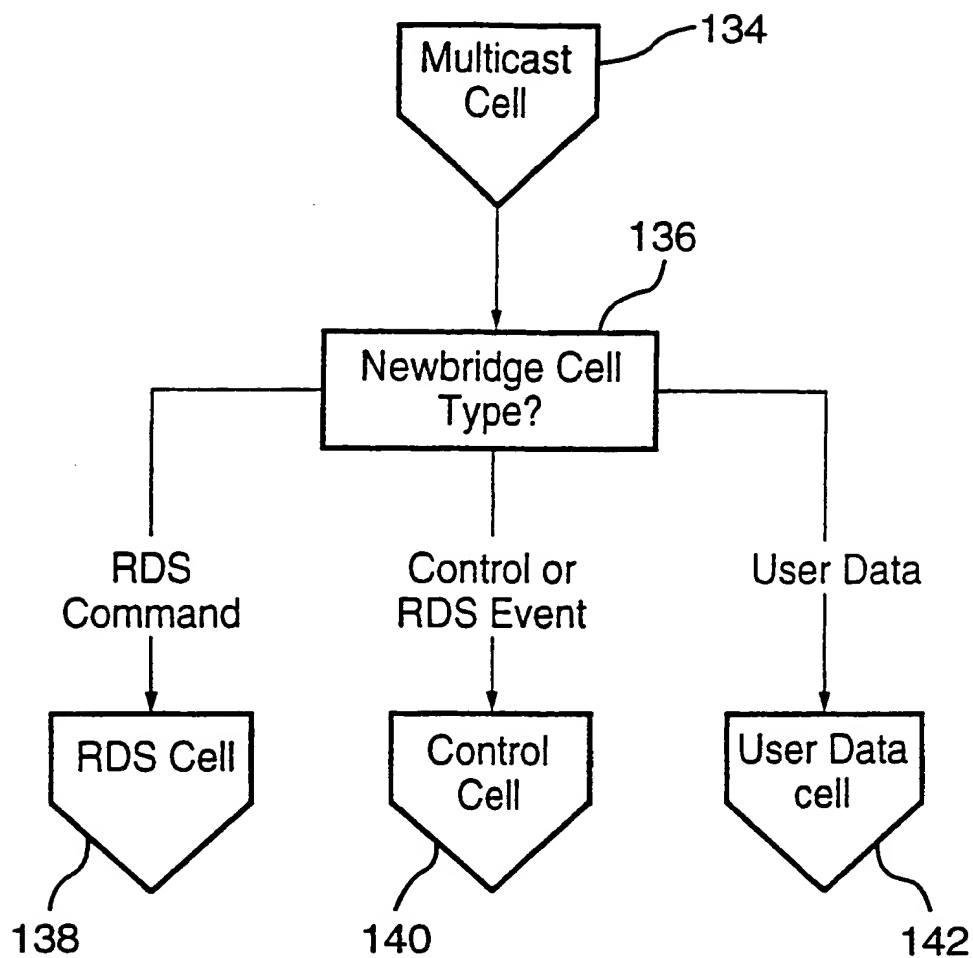 134
Multicast
Cell
136
Newbridge Cell
Type?
RDS
Command
Control or
RDS Event
User Data
RDS Cell
Control
Cell
User Data
cell
138
140
142